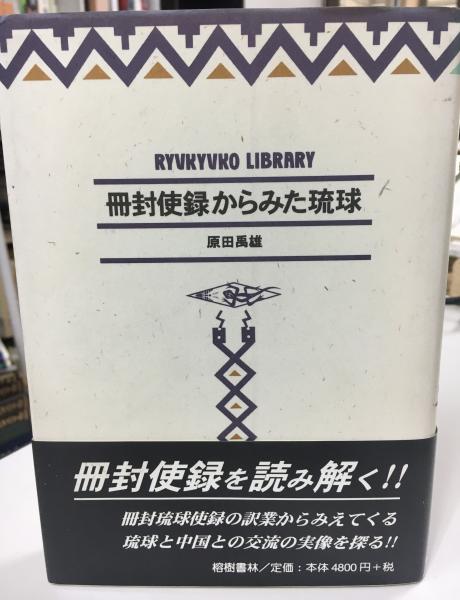 RYUKYUKO LIBRARY
冊封使録からみた琉球
原田禹雄
冊封使録を読み解く!!
冊封琉球使録の訳業からみえてくる
琉球と中国との交流の実像を探る!!
榕樹書林/定価:本体4800円+税